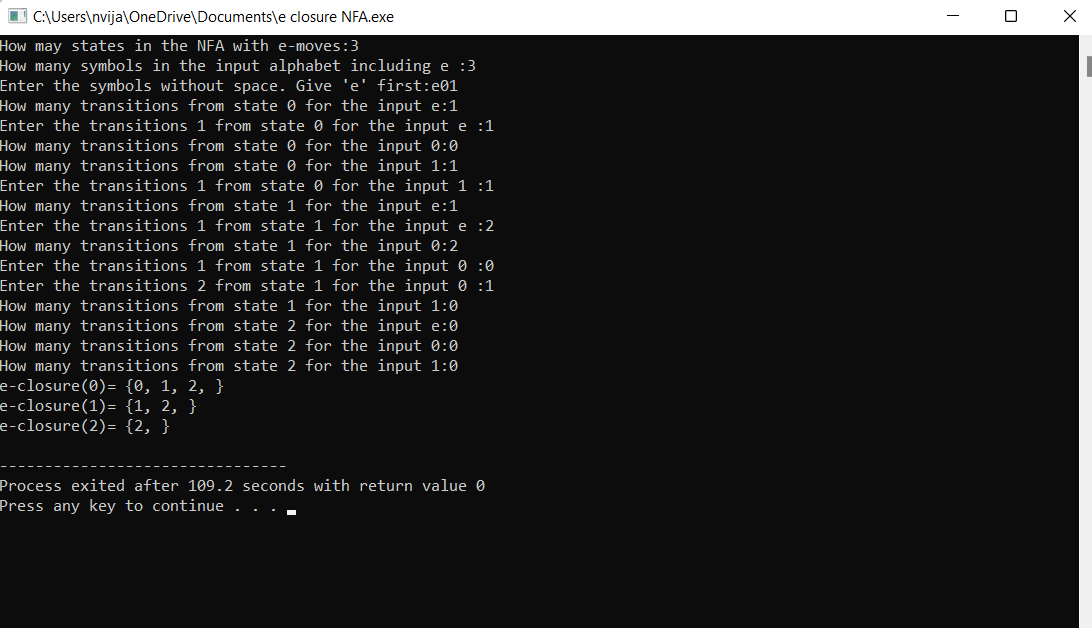 C:\Users\nvija\OneDrive\Documents\e closure NFA.exe
How may states in the NFA with e-moves:3
How many symbols in the input alphabet including e :3
Enter the symbols without space. Give 'e' first:e01
How many transitions from state 0 for the input e:1
Enter the transitions 1 from state 0 for the input e :1
How many transitions from state 0 for the input 0:0
How many transitions from state 0 for the input 1:1
Enter the transitions 1 from state 0 for the input 1 :1
How many transitions from state 1 for the input e:1
Enter the transitions 1 from state 1 for the input e :2
How many transitions from state 1 for the input 0:2
Enter the transitions 1 from state 1 for the input 0 :0
Enter the transitions 2 from state 1 for the input 0 :1
How many transitions from state 1 for the input 1:0
How many transitions from state 2 for the input e:0
How many transitions from state 2 for the input 0:0
How many transitions from state 2 for the input 1:0
e-closure(0)= {0, 1, 2, }
e-closure(1)= {1, 2, }
e-closure(2)= {2, }
--------------------------------
Process exited after 109.2 seconds with return value 0
Press any key to continue . . .